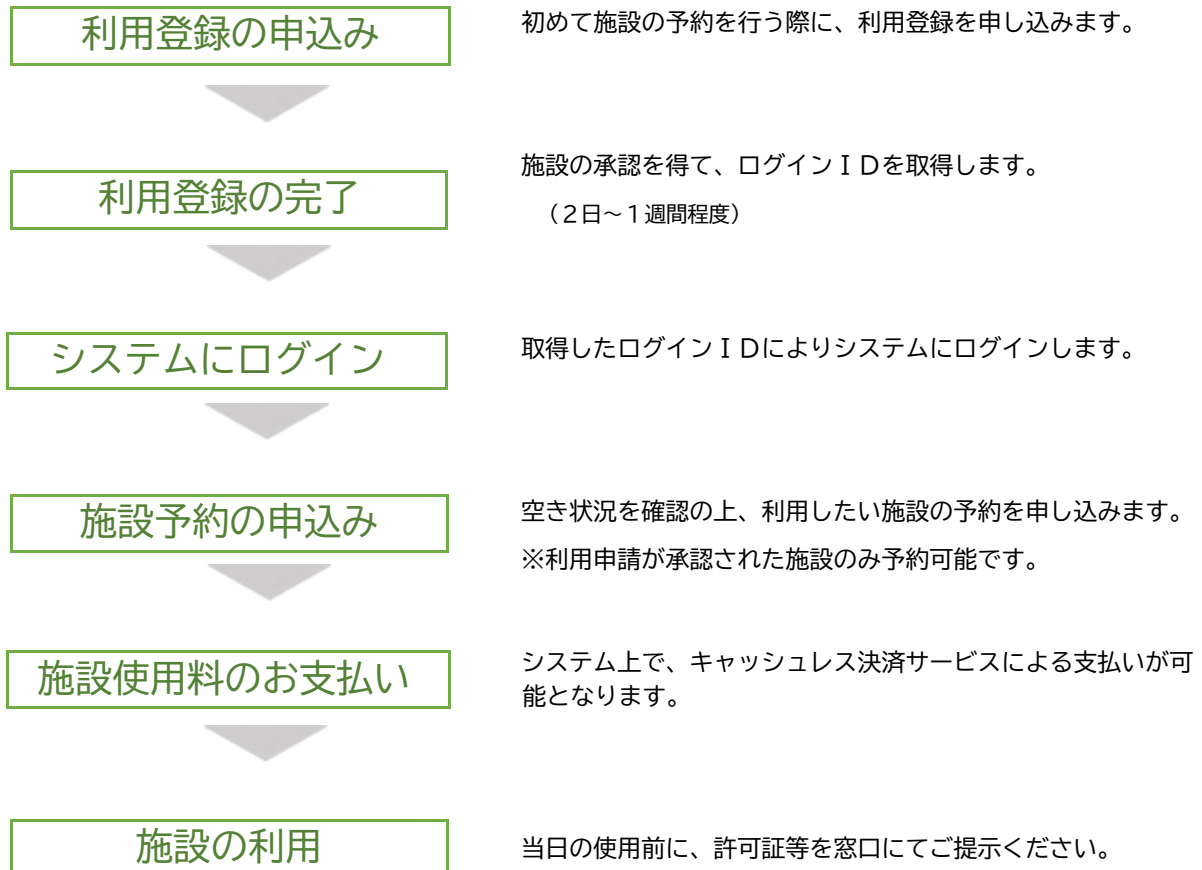 利用登録の申込み
初めて施設の予約を行う際に、利用登録を申し込みます。
利用登録の完了
施設の承認を得て、ログインＩＤを取得します。
（２日～１週間程度）
システムにログイン
取得したログインＩＤによりシステムにログインします。
施設予約の申込み
空き状況を確認の上、利用したい施設の予約を申し込みます。
※利用申請が承認された施設のみ予約可能です。
施設使用料のお支払い
システム上で、キャッシュレス決済サービスによる支払いが可
能となります。
施設の利用
当日の使用前に、許可証等を窓口にてご提示ください。